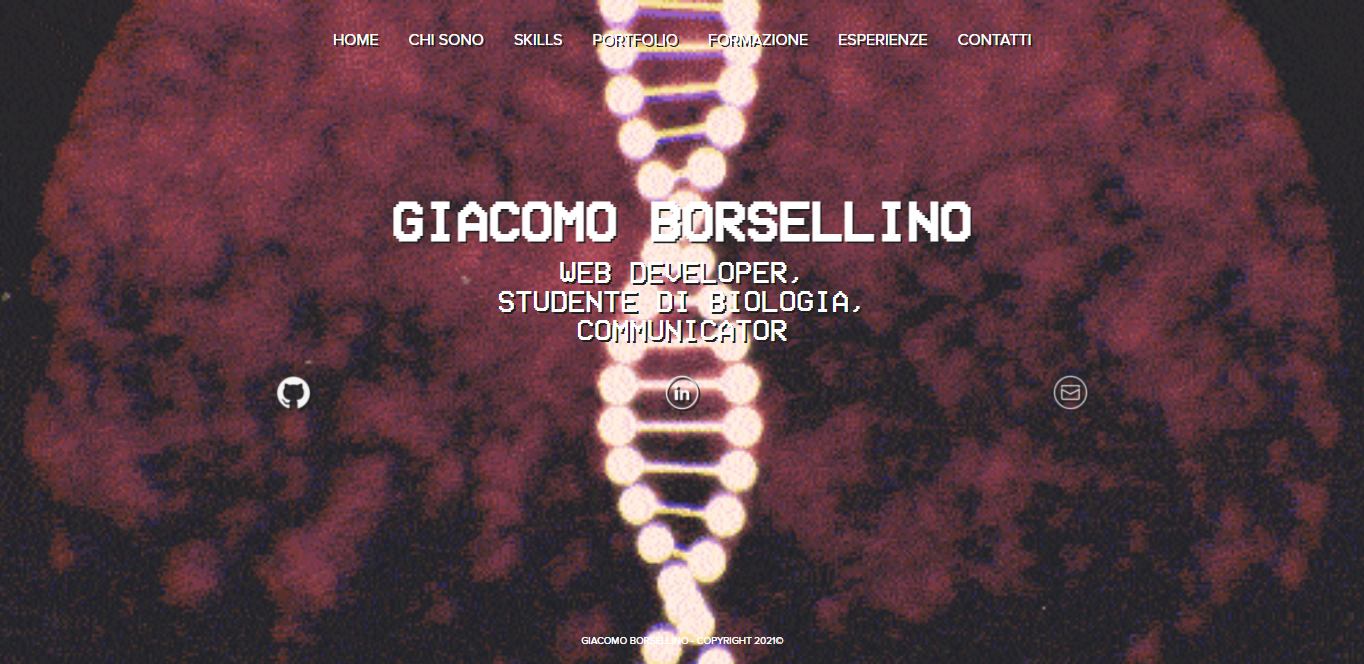 HOME CHI SONO SKILLS PORTFOLIO FORMAZIONE ESPERIENZE CONTATTI
GIACOMO BORSELLINO
WEB DEVELOPER,
STUDENTE DI BIOLOGIA,
COMMUNICATOR
in
GIACOMO BORSELLINO - COPYRIGHT 2021©